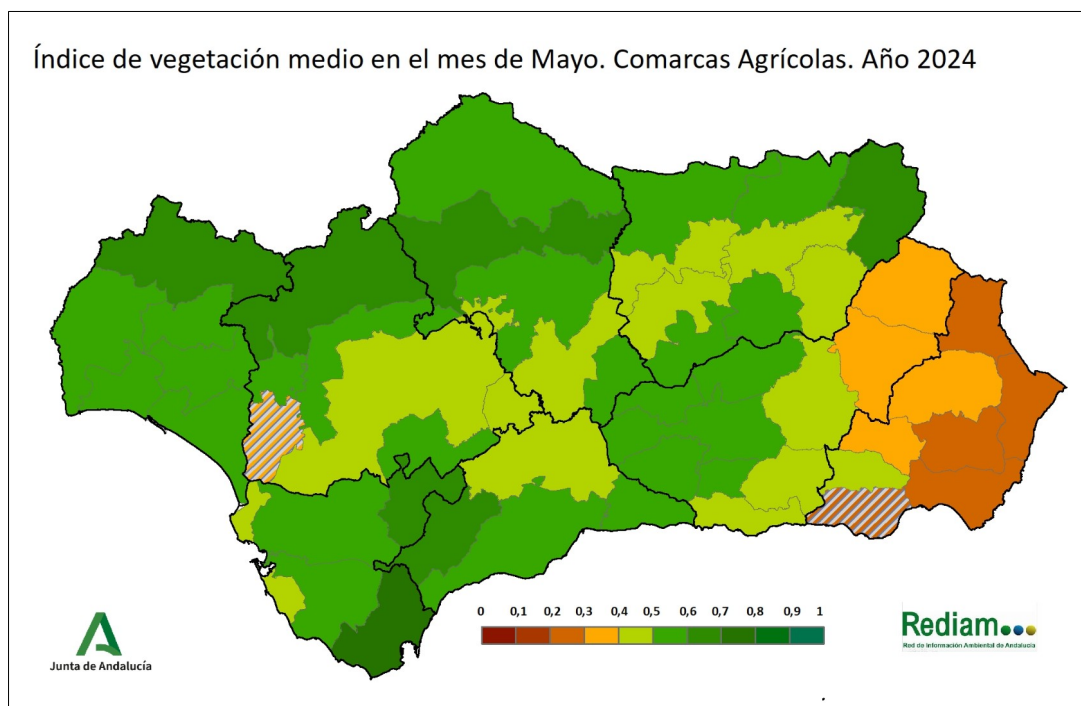 Índice de vegetación medio en el mes de Mayo. Comarcas Agrícolas. Año 2024
0 0,1 0,2 0,3 0,4 0,5 0,6 0,7 0,8 0,9 1
Junta de Andalucía
Rediam
Red de Información Ambiental de Andalucía